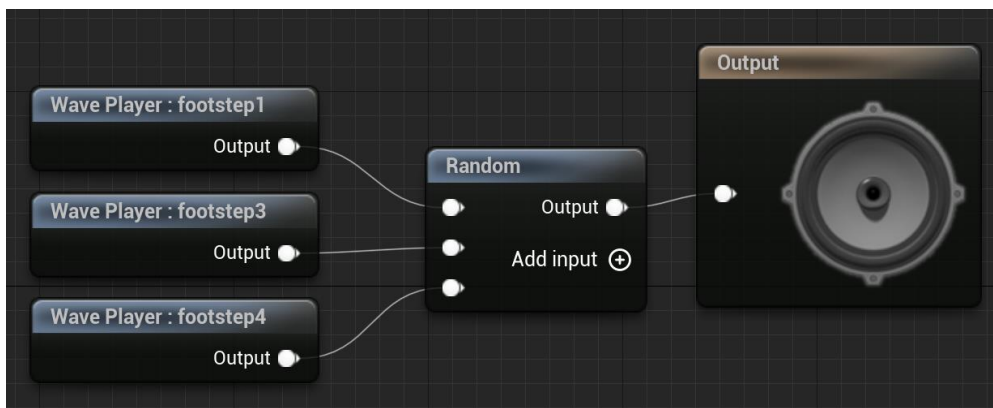 Wave Player : footstep1
Output
Wave Player : footstep3
Output
Wave Player : footstep4
Output
Random
Output
Add input
Output